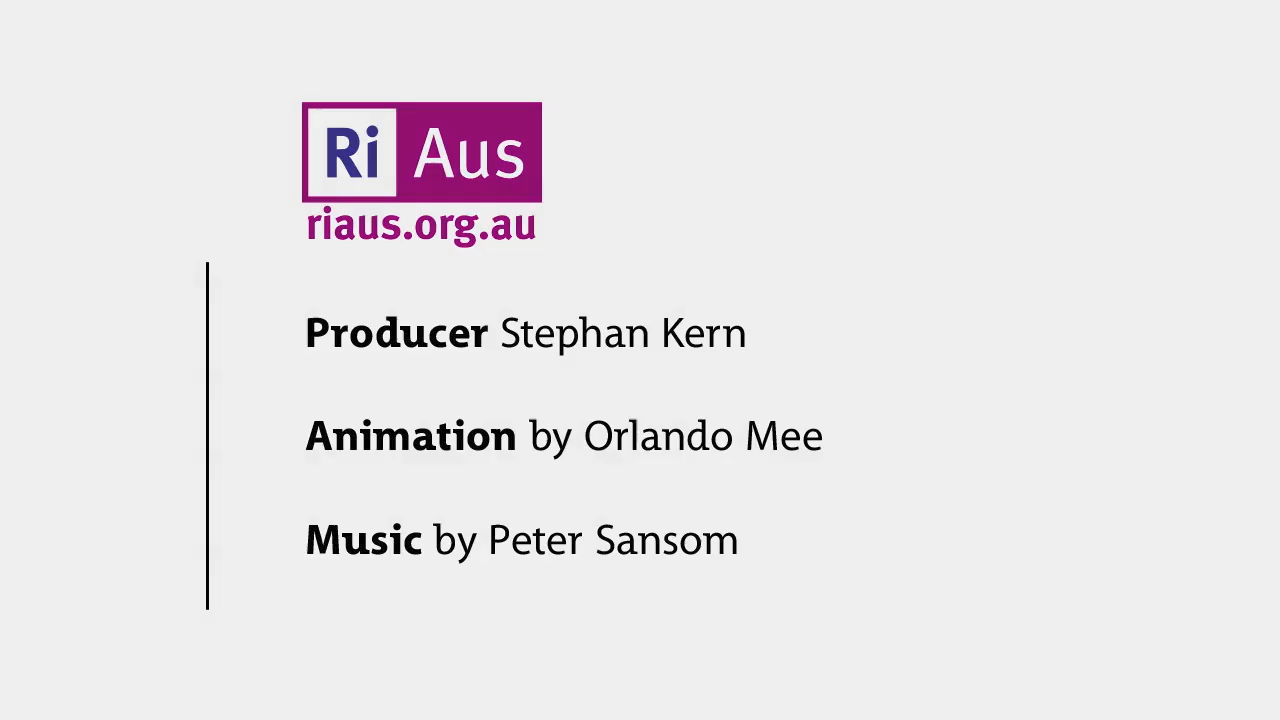 Ri Aus
riaus.org.au
Producer Stephan Kern
Animation by Orlando Mee
Music by Peter Sansom